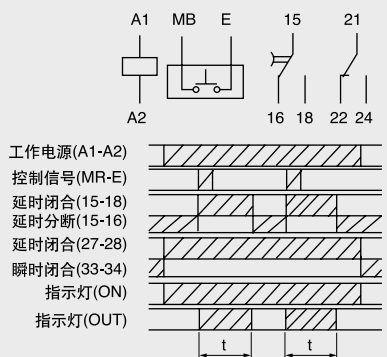 A1 MB E 15 21
A2 16 18 22 24
工作电源(A1-A2)
控制信号(MR-E)
延时闭合(15-18)
延时分断(15-16)
延时闭合(27-28)
瞬时闭合(33-34)
指示灯(ON)
指示灯(OUT)
t t